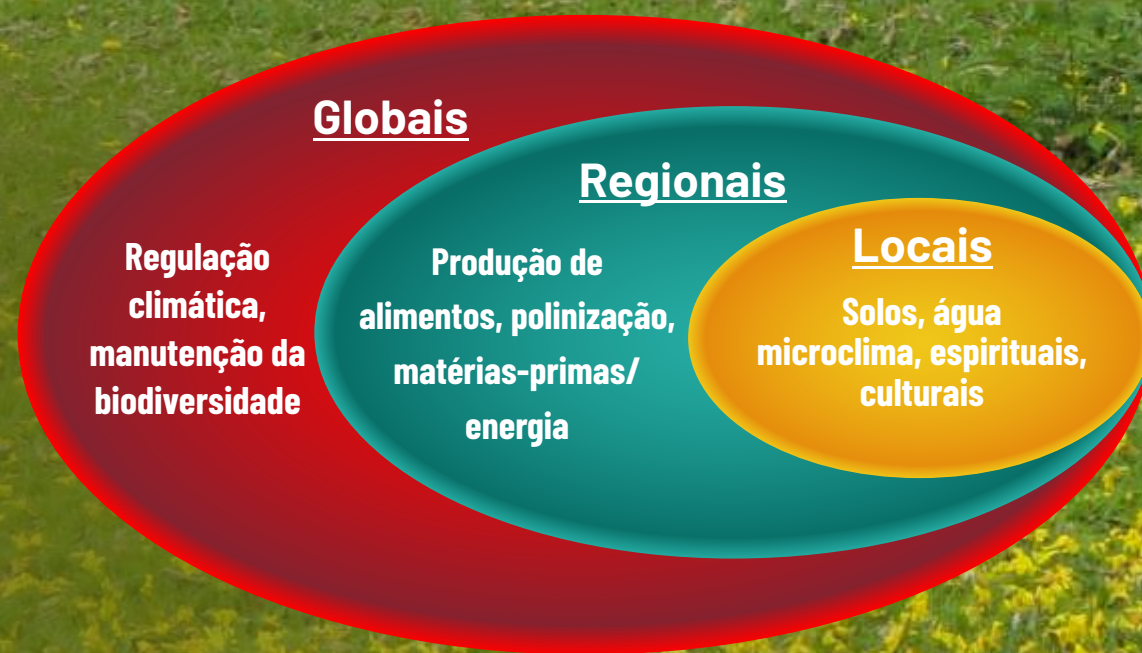 Globais
Regulação
climática,
manutenção da
biodiversidade
Regionais
Produção de
alimentos, polinização,
matérias-primas/
energia
Locais
Solos, água
microclima, espirituais,
culturais